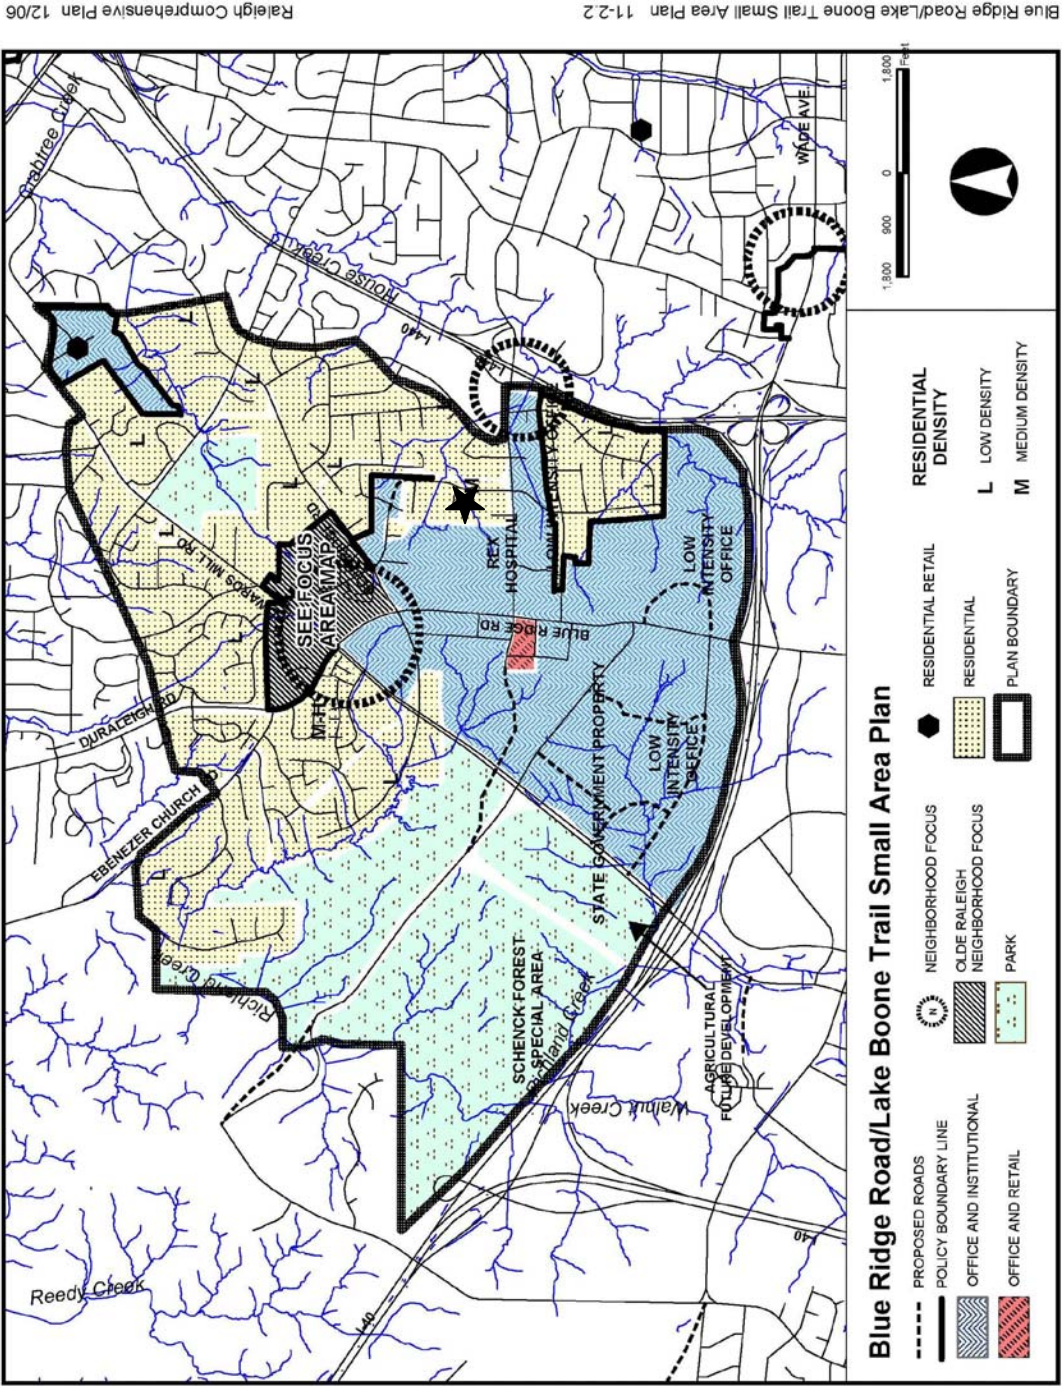 Blue Ridge Road/Lake Boone Trail Small Area Plan 11-2.2
Raleigh Comprehensive Plan 12/06
Crabtree Creek
House Creek
I-440
WADE AVE.
DURALEIGH RD
EBENEZER CHURCH
SEE FOCUS
AREA MAP
REX
HOSPITAL
BLUE RIDGE RD
LOW
INTENSITY
OFFICE
STATE GOVERNMENT PROPERTY
LOW
INTENSITY
OFFICE
SCHENCK FOREST
SPECIAL AREA
Richland Creek
Richland Creek
AGRICULTURAL
FUTURE DEVELOPMENT
Walnut Creek
Reedy Creek
I-40
I-40
L
L
L
L
L
L
L
L
L
M
Blue Ridge Road/Lake Boone Trail Small Area Plan
PROPOSED ROADS
POLICY BOUNDARY LINE
OFFICE AND INSTITUTIONAL
OFFICE AND RETAIL
N
NEIGHBORHOOD FOCUS
OLDE RALEIGH
NEIGHBORHOOD FOCUS
PARK
RESIDENTIAL RETAIL
RESIDENTIAL
PLAN BOUNDARY
RESIDENTIAL
DENSITY
L LOW DENSITY
M MEDIUM DENSITY
1,800 900 0 1,800
Feet